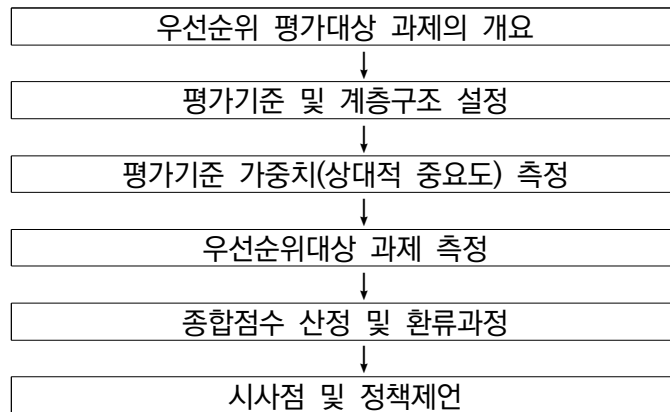 우선순위 평가대상 과제의 개요
평가기준 및 계층구조 설정
평가기준 가중치(상대적 중요도) 측정
우선순위대상 과제 측정
종합점수 산정 및 환류과정
시사점 및 정책제언